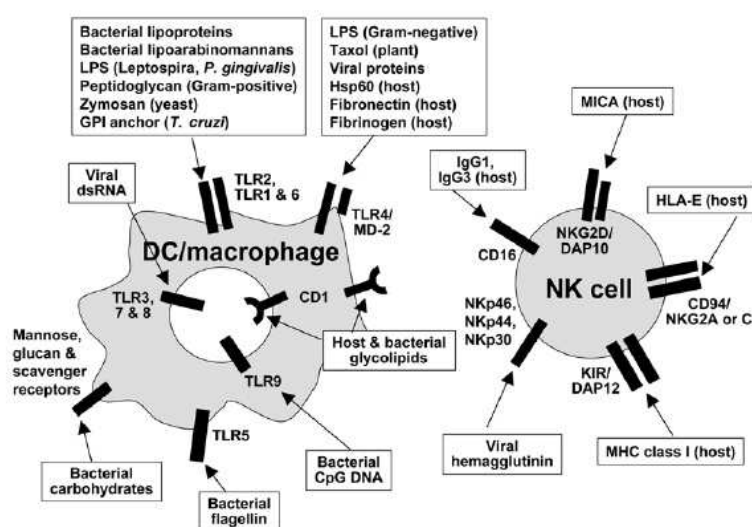 Bacterial lipoproteins
Bacterial lipoarabinomannans
LPS (Leptospira, P. gingivalis)
Peptidoglycan (Gram-positive)
Zymosan (yeast)
GPI anchor (T. cruzi)
LPS (Gram-negative)
Taxol (plant)
Viral proteins
Hsp60 (host)
Fibronectin (host)
Fibrinogen (host)
Viral
dsRNA
TLR2,
TLR1 & 6
TLR4/
MD-2
DC/macrophage
TLR3,
7 & 8
CD1
Host & bacterial
glycolipids
Mannose,
glucan &
scavenger
receptors
TLR9
TLR5
Bacterial
carbohydrates
Bacterial
flagellin
Bacterial
CpG DNA
MICA (host)
IgG1,
IgG3 (host)
HLA-E (host)
NKG2D/
DAP10
CD16
NK cell
CD94/
NKG2A or C
NKp46,
NKp44,
NKp30
KIR/
DAP12
Viral
hemagglutinin
MHC class I (host)